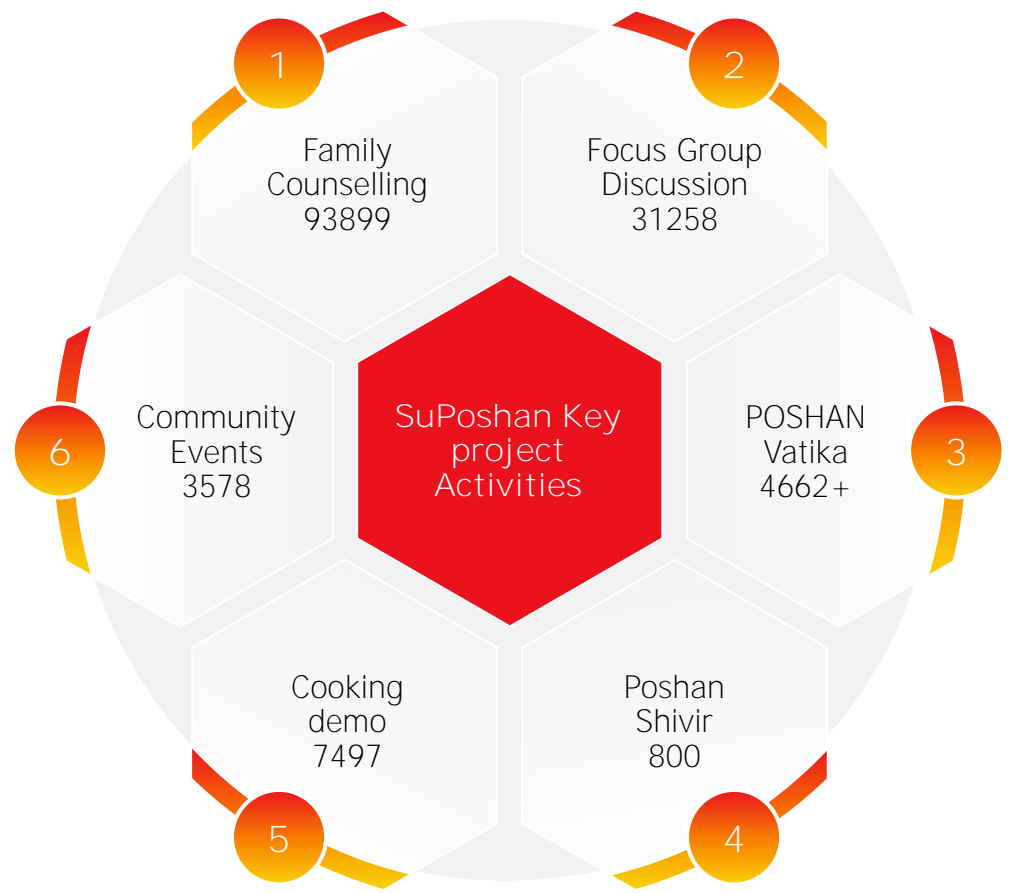 1
Family
Counselling
93899
2
Focus Group
Discussion
31258
3
POSHAN
Vatika
4662+
4
Poshan
Shivir
800
5
Cooking
demo
7497
6
Community
Events
3578
SuPoshan Key
project
Activities